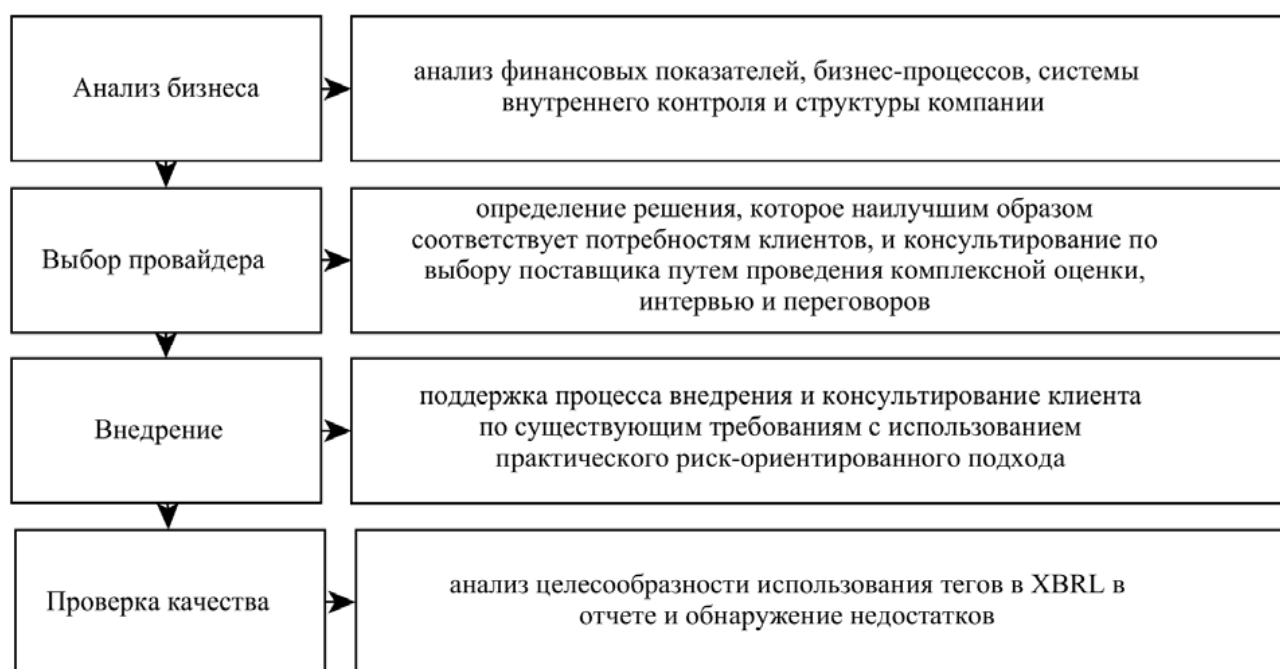 Анализ бизнеса
анализ финансовых показателей, бизнес-процессов, системы
внутреннего контроля и структуры компании
Выбор провайдера
определение решения, которое наилучшим образом
соответствует потребностям клиентов, и консультирование по
выбору поставщика путем проведения комплексной оценки,
интервью и переговоров
Внедрение
поддержка процесса внедрения и консультирование клиента
по существующим требованиям с использованием
практического риск-ориентированного подхода
Проверка качества
анализ целесообразности использования тегов в XBRL в
отчете и обнаружение недостатков